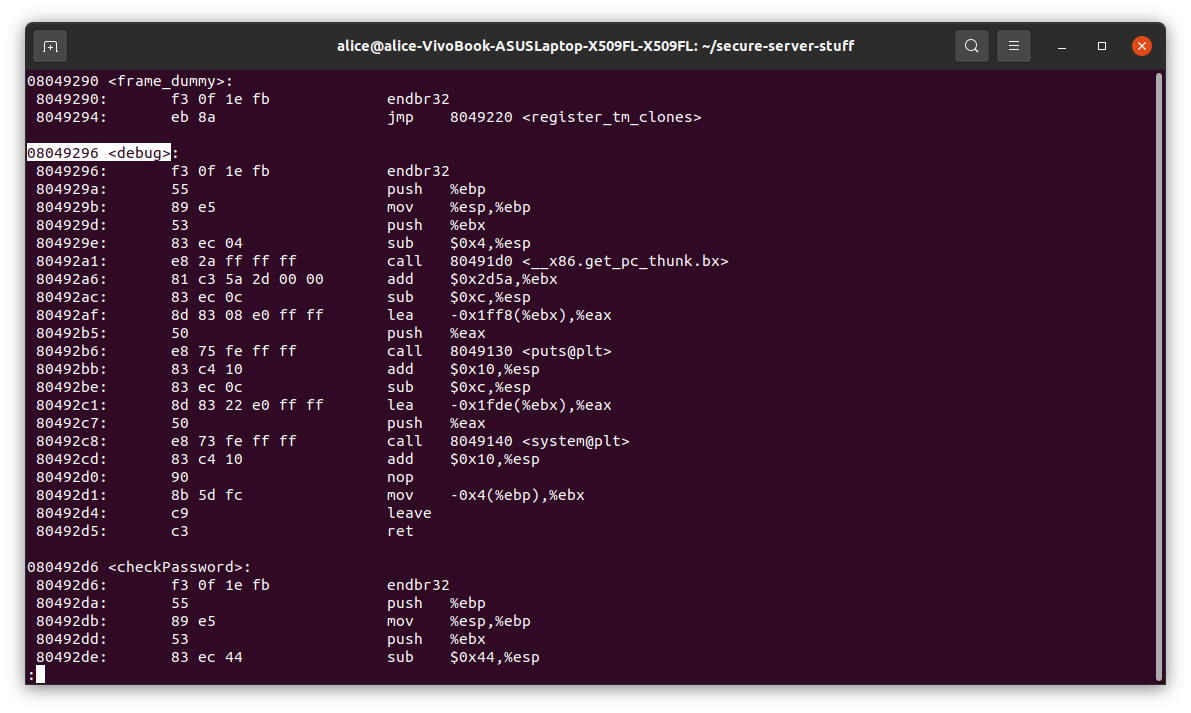 alice@alice-VivoBook-ASUSLaptop-X509FL-X509FL: ~/secure-server-stuff
08049290 <frame_dummy>:
 8049290:	f3 0f 1e fb 	endbr32
 8049294:	eb 8a 	jmp    8049220 <register_tm_clones>
08049296 <debug>:
 8049296:	f3 0f 1e fb 	endbr32
 804929a:	55 	push   %ebp
 804929b:	89 e5 	mov    %esp,%ebp
 804929d:	53 	push   %ebx
 804929e:	83 ec 04 	sub    $0x4,%esp
 80492a1:	e8 2a ff ff ff 	call   80491d0 <__x86.get_pc_thunk.bx>
 80492a6:	81 c3 5a 2d 00 00 	add    $0x2d5a,%ebx
 80492ac:	83 ec 0c 	sub    $0xc,%esp
 80492af:	8d 83 08 e0 ff ff 	lea    -0x1ff8(%ebx),%eax
 80492b5:	50 	push   %eax
 80492b6:	e8 75 fe ff ff 	call   8049130 <puts@plt>
 80492bb:	83 c4 10 	add    $0x10,%esp
 80492be:	83 ec 0c 	sub    $0xc,%esp
 80492c1:	8d 83 22 e0 ff ff 	lea    -0x1fde(%ebx),%eax
 80492c7:	50 	push   %eax
 80492c8:	e8 73 fe ff ff 	call   8049140 <system@plt>
 80492cd:	83 c4 10 	add    $0x10,%esp
 80492d0:	90 	nop
 80492d1:	8b 5d fc 	mov    -0x4(%ebp),%ebx
 80492d4:	c9 	leave
 80492d5:	c3 	ret
080492d6 <checkPassword>:
 80492d6:	f3 0f 1e fb 	endbr32
 80492da:	55 	push   %ebp
 80492db:	89 e5 	mov    %esp,%ebp
 80492dd:	53 	push   %ebx
 80492de:	83 ec 44 	sub    $0x44,%esp
: